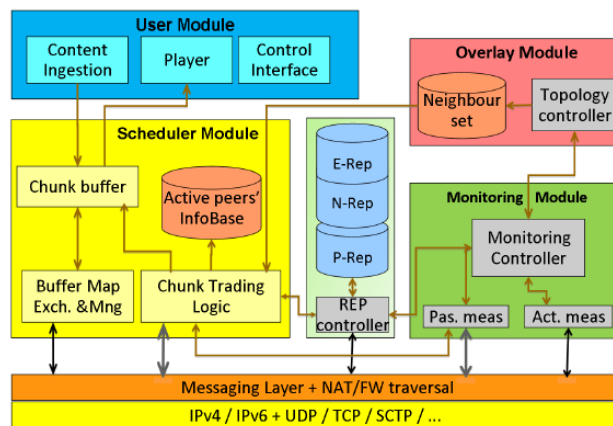 User Module
Content
Ingestion
Player
Control
Interface
Overlay Module
Neighbour
set
Topology
controller
Scheduler Module
Chunk buffer
Active peers'
InfoBase
Buffer Map
Exch. &Mng
Chunk Trading
Logic
E-Rep
N-Rep
P-Rep
REP
controller
Monitoring Module
Monitoring
Controller
Pas. meas
Act. meas
Messaging Layer + NAT/FW traversal
IPv4 / IPv6 + UDP / TCP / SCTP / ...